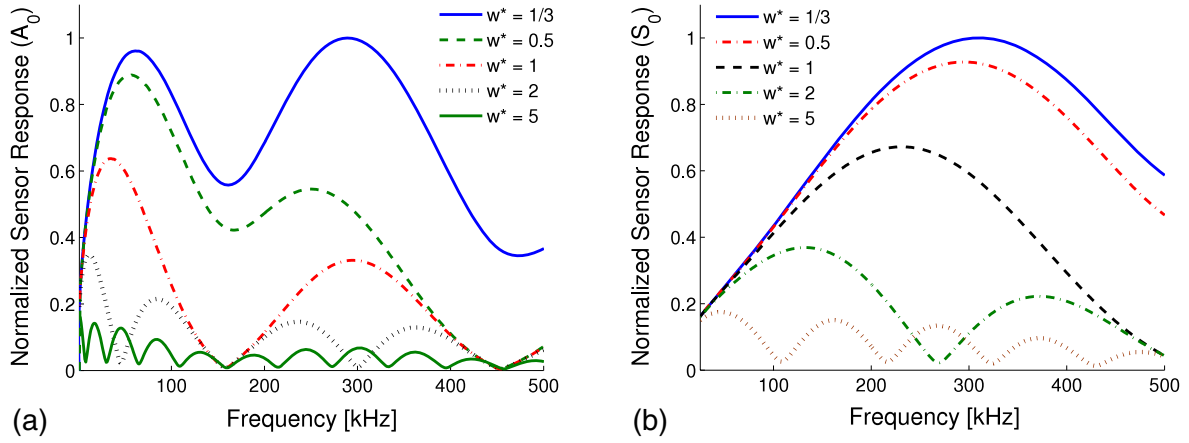 Normalized Sensor Response (A0)
1
0.8
0.6
0.4
0.2
0
100
200
300
400
500
Frequency [kHz]
w* = 1/3
w* = 0.5
w* = 1
w* = 2
w* = 5
(a)
Normalized Sensor Response (S0)
1
0.8
0.6
0.4
0.2
0
100
200
300
400
500
Frequency [kHz]
w* = 1/3
w* = 0.5
w* = 1
w* = 2
w* = 5
(b)